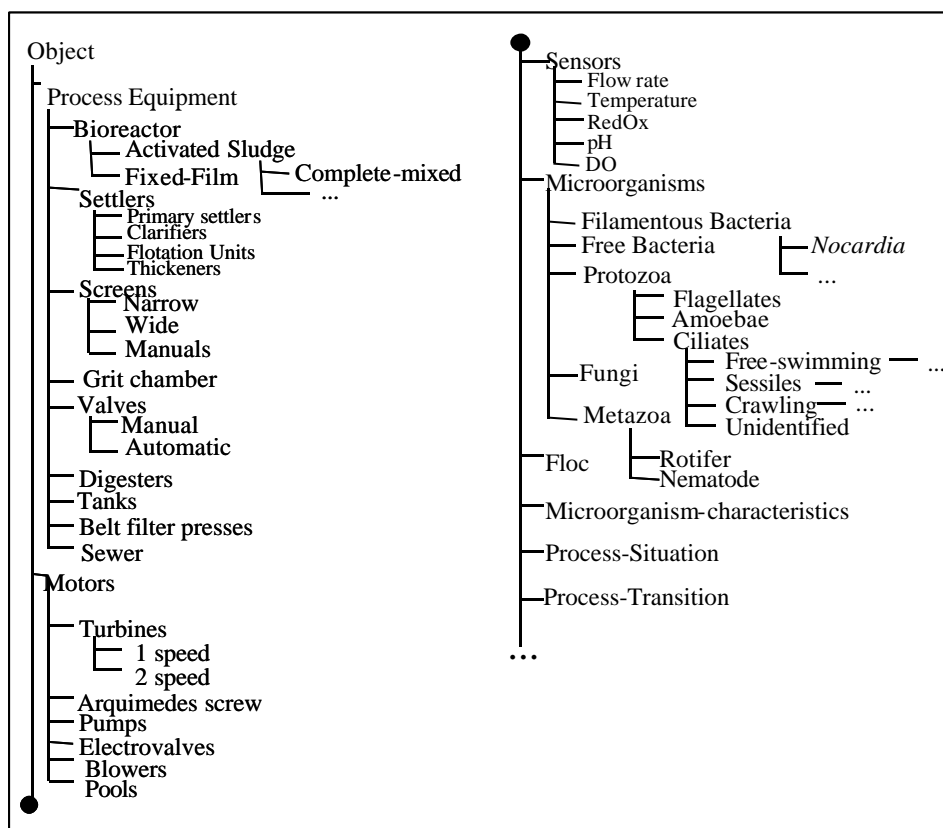 Object
Process Equipment
Bioreactor
Activated Sludge
Fixed-Film
Complete-mixed
...
Settlers
Primary settlers
Clarifiers
Flotation Units
Thickeners
Screens
Narrow
Wide
Manuals
Grit chamber
Valves
Manual
Automatic
Digesters
Tanks
Belt filter presses
Sewer
Motors
Turbines
1 speed
2 speed
Arquimedes screw
Pumps
Electrovalves
Blowers
Pools
Sensors
Flow rate
Temperature
RedOx
pH
DO
Microorganisms
Filamentous Bacteria
Free Bacteria
Nocardia
...
Protozoa
Flagellates
Amoebae
Ciliates
Free-swimming ...
Sessiles ...
Crawling ...
Unidentified
Fungi
Metazoa
Rotifer
Nematode
Floc
Microorganism-characteristics
Process-Situation
Process-Transition
...